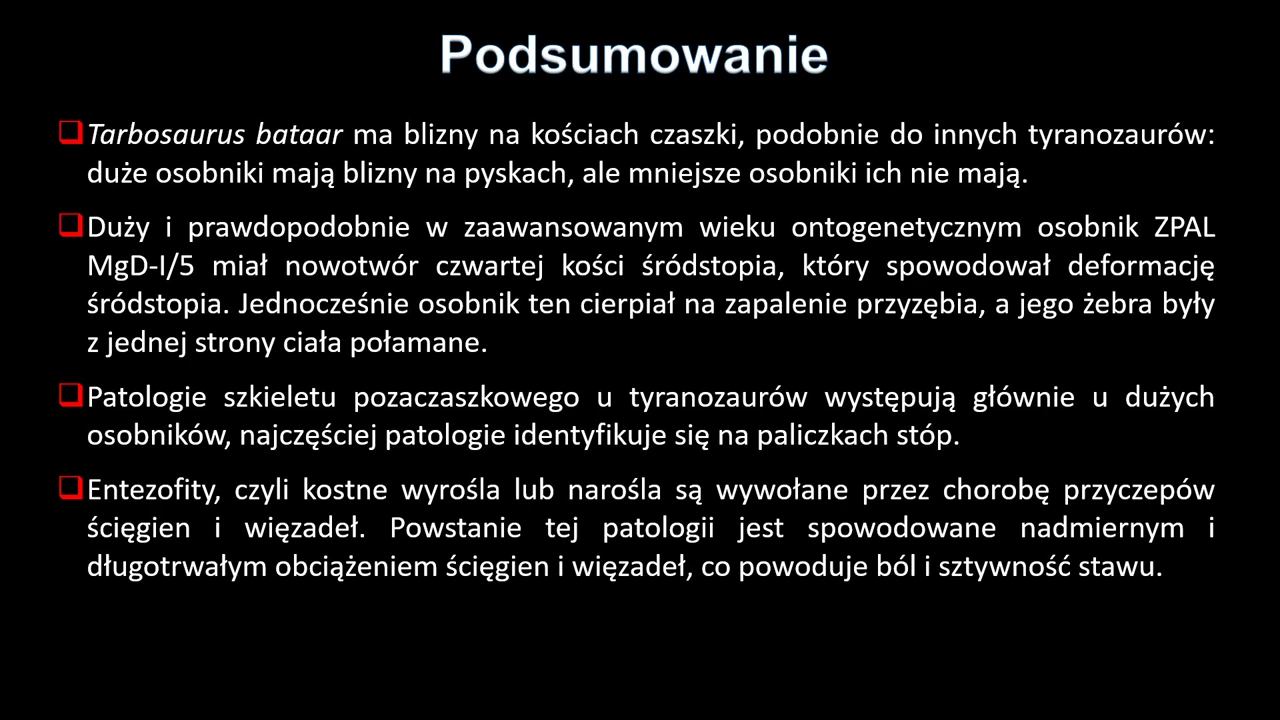 Podsumowanie
Tarbosaurus bataar ma blizny na kościach czaszki, podobnie do innych tyranozaurów:
duże osobniki mają blizny na pyskach, ale mniejsze osobniki ich nie mają.
Duży i prawdopodobnie w zaawansowanym wieku ontogenetycznym osobnik ZPAL
MgD-I/5 miał nowotwór czwartej kości śródstopia, który spowodował deformację
śródstopia. Jednocześnie osobnik ten cierpiał na zapalenie przyzębia, a jego żebra były
z jednej strony ciała połamane.
Patologie szkieletu pozaczaszkowego u tyranozaurów występują głównie u dużych
osobników, najczęściej patologie identyfikuje się na paliczkach stóp.
Entezofity, czyli kostne wyrośla lub narośla są wywołane przez chorobę przyczepów
ścięgien i więzadeł. Powstanie tej patologii jest spowodowane nadmiernym i
długotrwałym obciążeniem ścięgien i więzadeł, co powoduje ból i sztywność stawu.